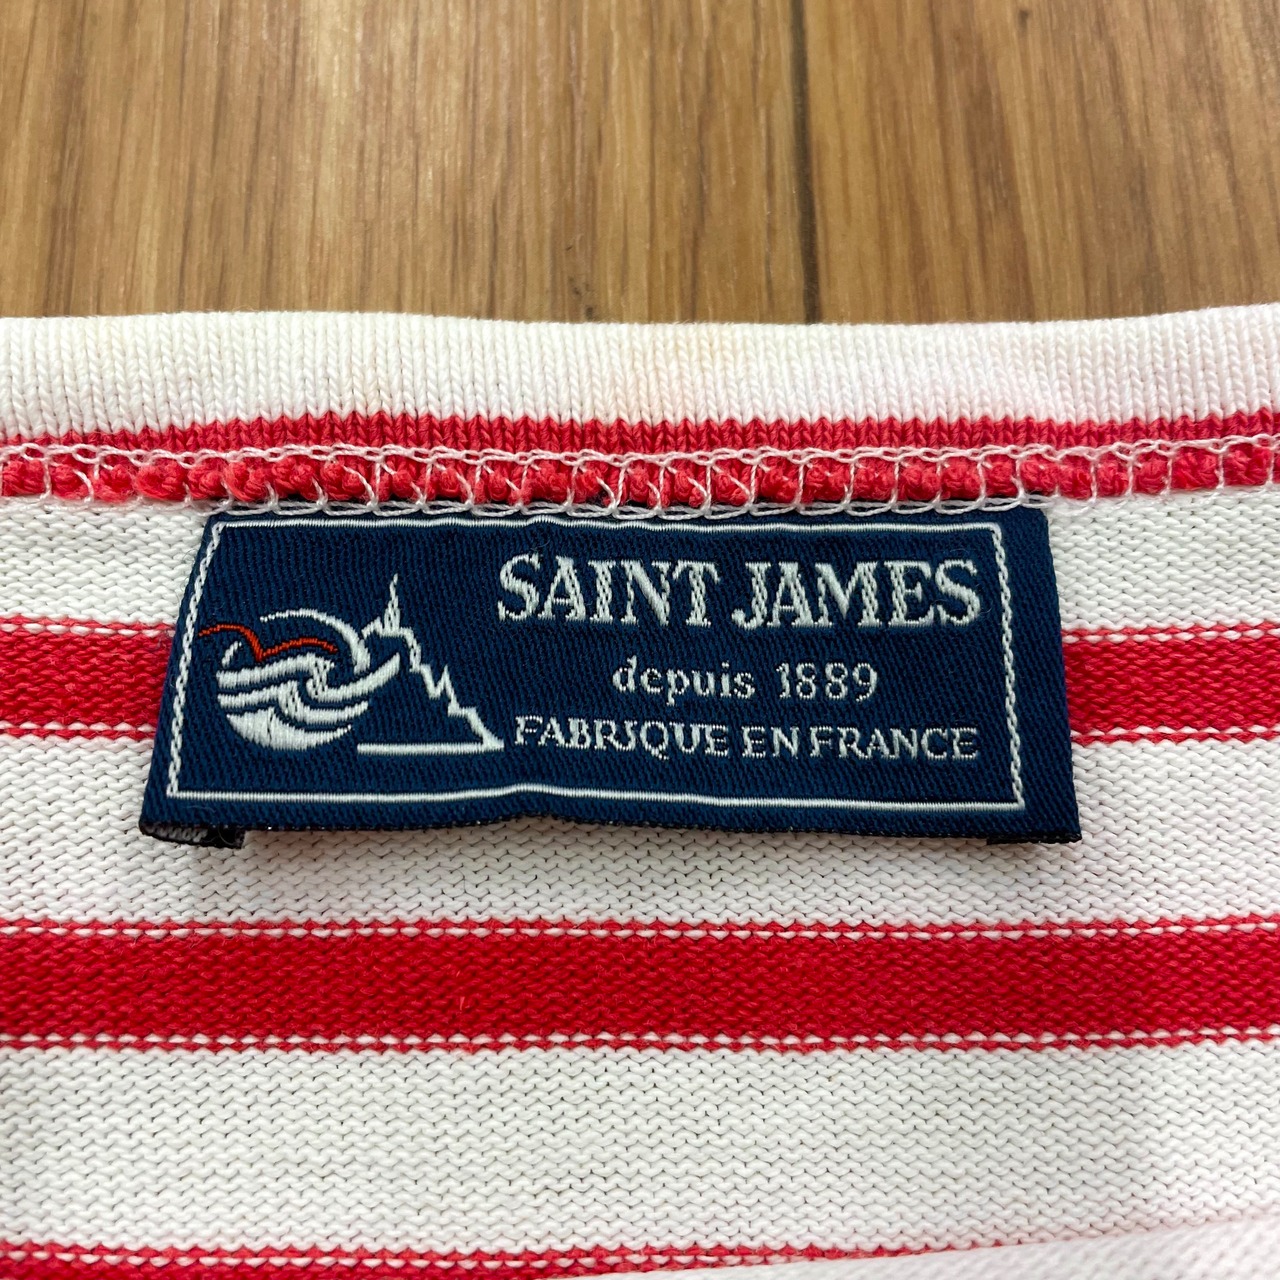 SAINT JAMES
depuis 1889
FABRIQUE EN FRANCE